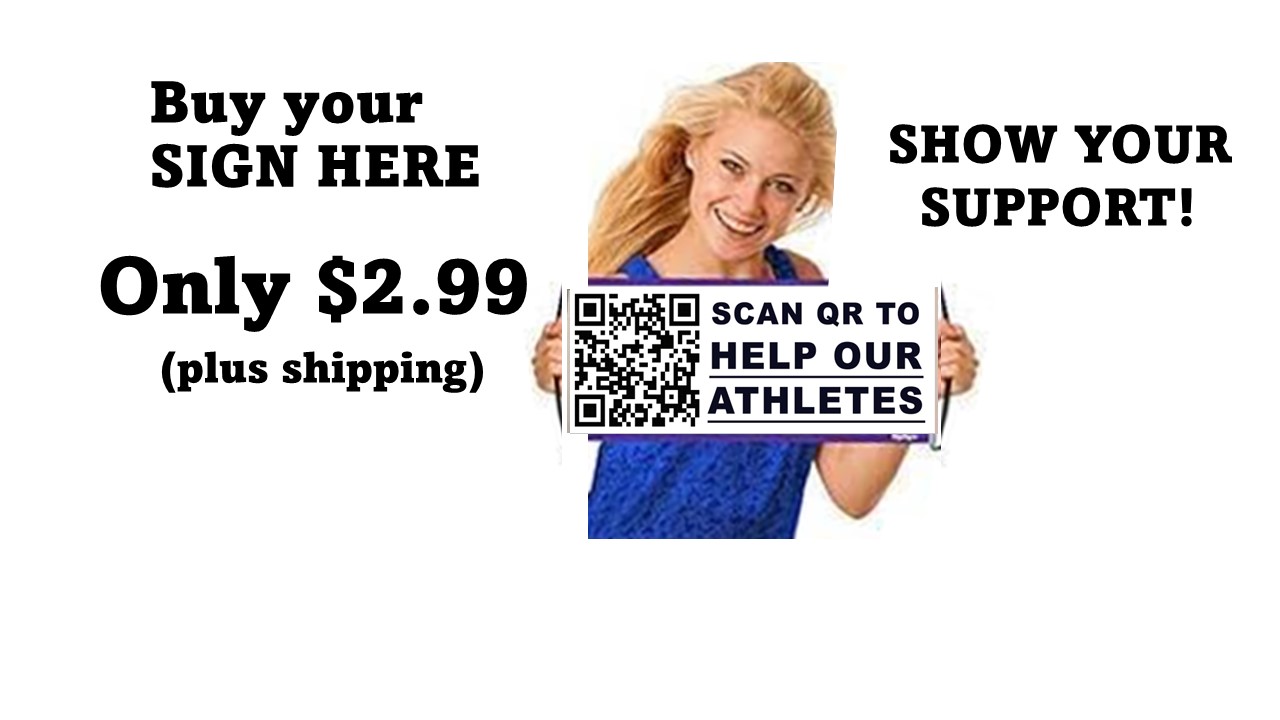 Buy your
SIGN HERE
Only $2.99
(plus shipping)
SHOW YOUR
SUPPORT!
SCAN QR TO
HELP OUR
ATHLETES